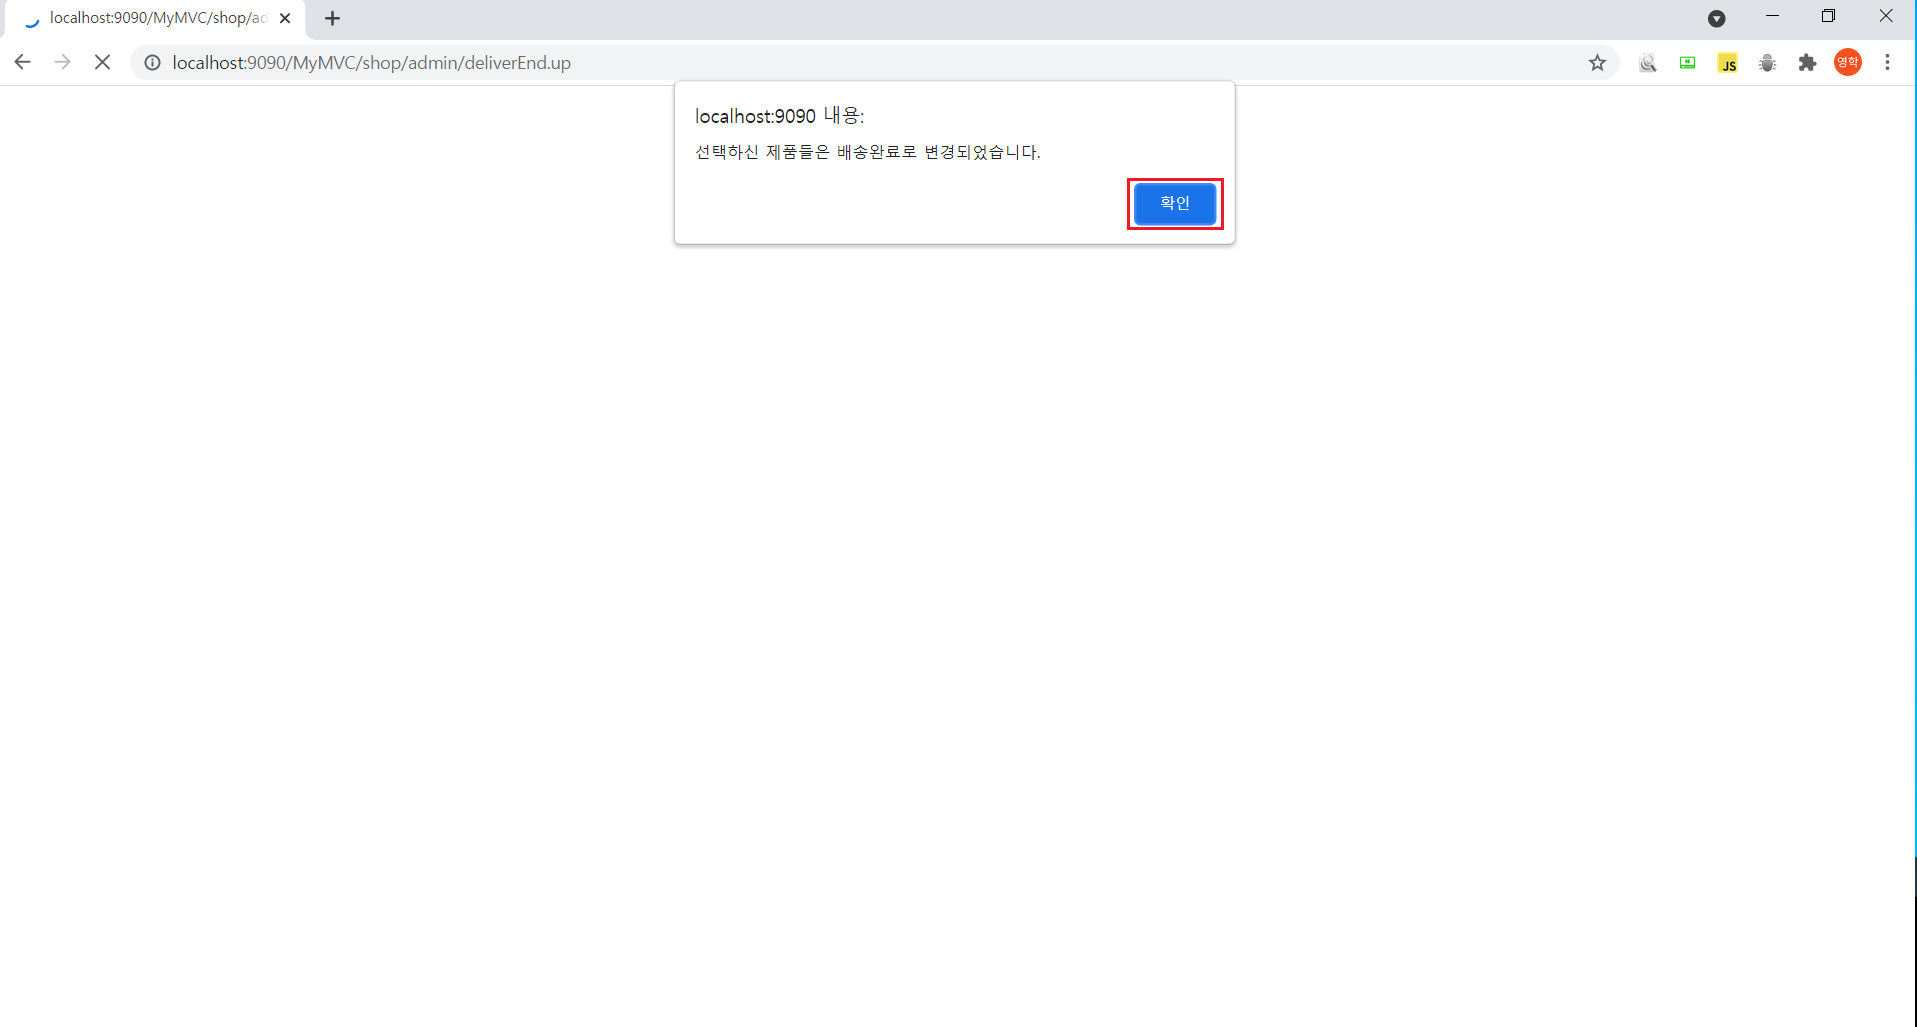 localhost:9090/MyMVC/shop/ad
localhost:9090/MyMVC/shop/admin/deliverEnd.up
JS
영학
localhost:9090 내용:
선택하신 제품들은 배송완료로 변경되었습니다.
확인